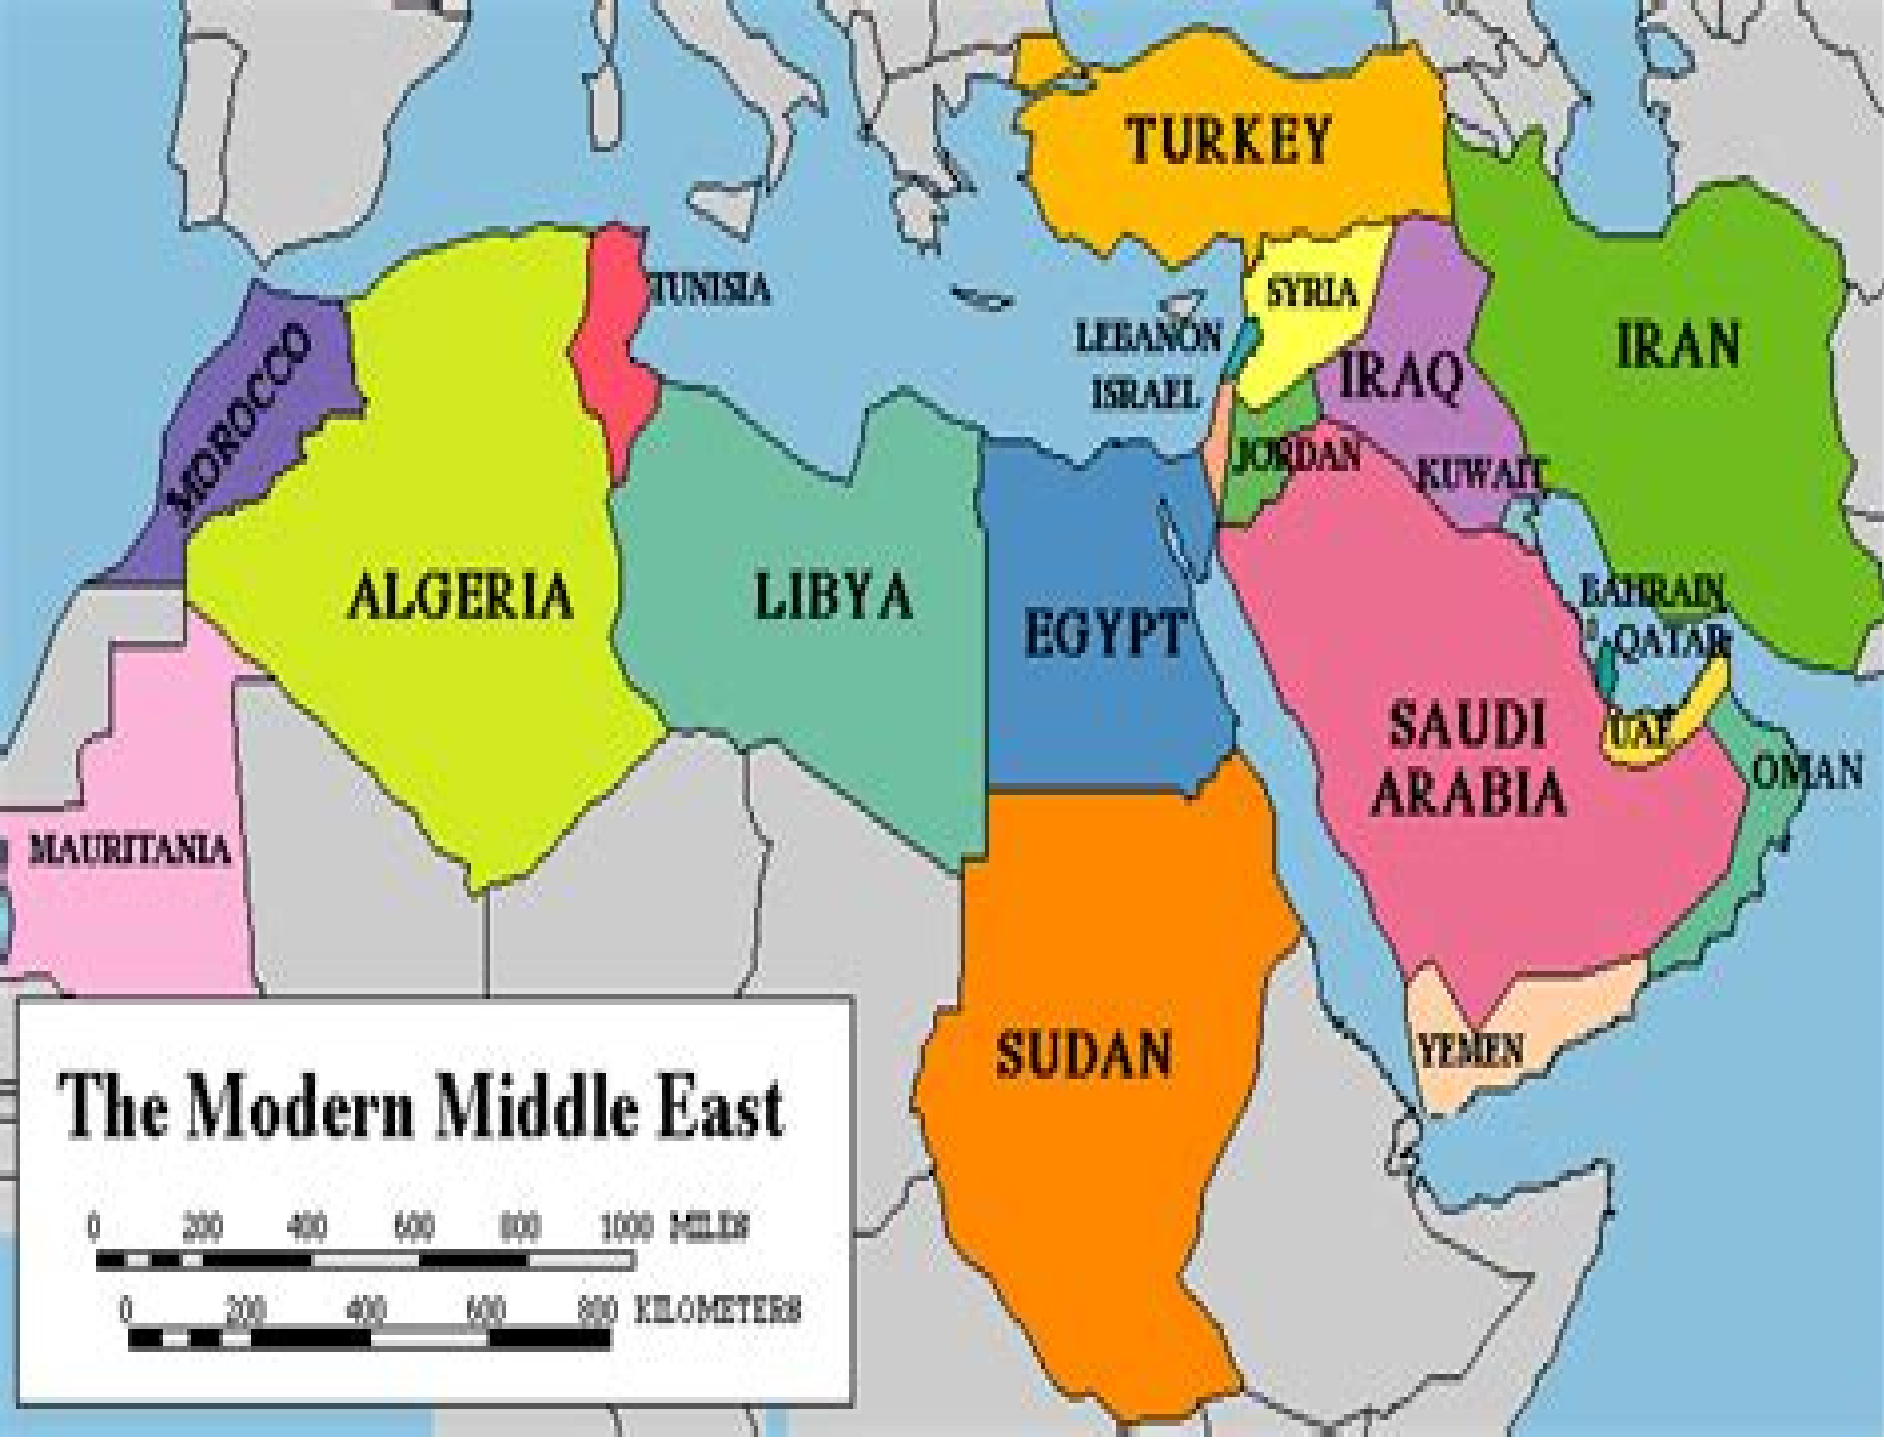 TURKEY
TUNISIA
SYRIA
LEBANON
IRAN
MOROCCO
IRAQ
ISRAEL
JORDAN
KUWAIT
ALGERIA
LIBYA
EGYPT
BAHRAIN
QATAR
SAUDI
ARABIA
UAE
OMAN
MAURITANIA
SUDAN
YEMEN
The Modern Middle East
0 200 400 600 800 1000 MILES
0 200 400 600 800 KILOMETERS